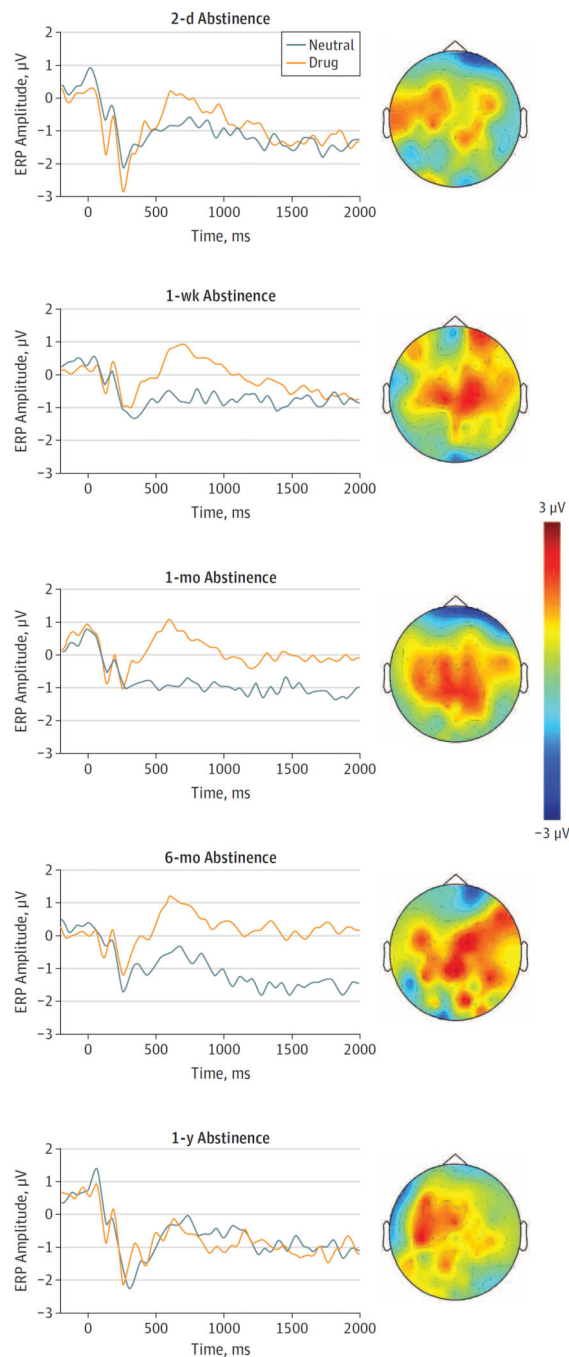 2-d Abstinence
Neutral
Drug
ERP Amplitude, µV
2
1
0
−1
−2
−3
0 500 1000 1500 2000
Time, ms
1-wk Abstinence
ERP Amplitude, µV
2
1
0
−1
−2
−3
0 500 1000 1500 2000
Time, ms
3 µV
−3 µV
1-mo Abstinence
ERP Amplitude, µV
2
1
0
−1
−2
−3
0 500 1000 1500 2000
Time, ms
6-mo Abstinence
ERP Amplitude, µV
2
1
0
−1
−2
−3
0 500 1000 1500 2000
Time, ms
1-y Abstinence
ERP Amplitude, µV
2
1
0
−1
−2
−3
0 500 1000 1500 2000
Time, ms